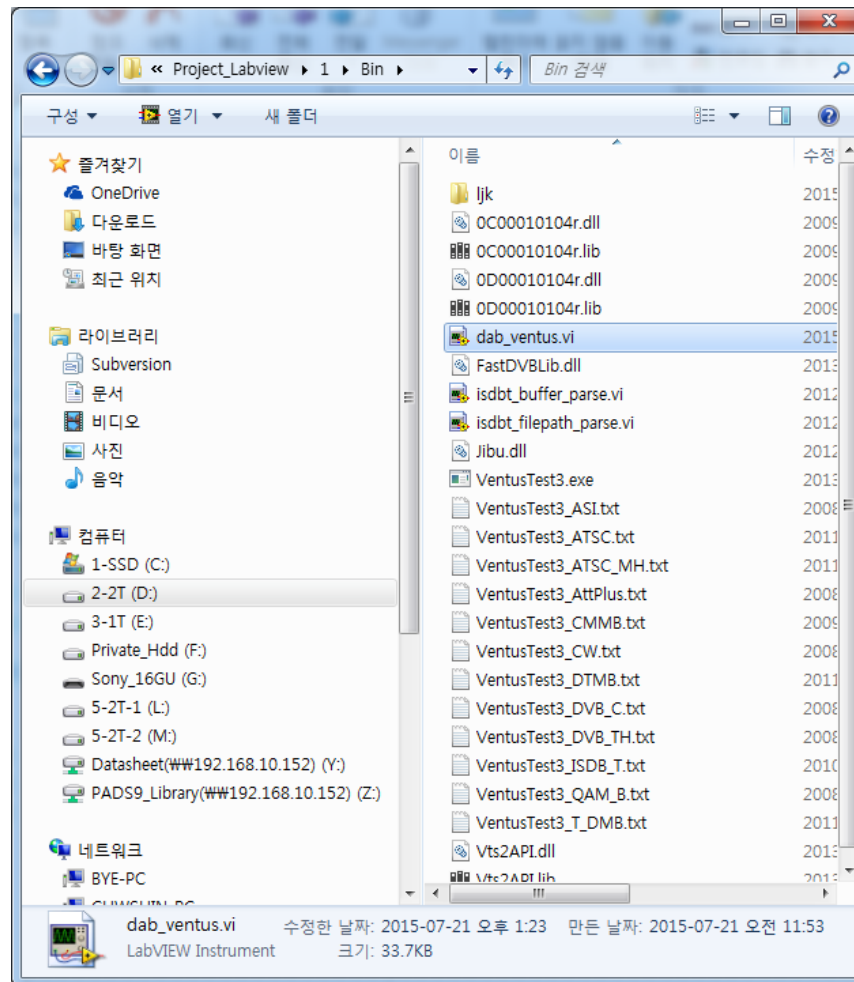 « Project_Labview ▸ 1 ▸ Bin ▸
Bin 검색
구성 ▼ 열기 ▼ 새 폴더
즐겨찾기
OneDrive
다운로드
바탕 화면
최근 위치
라이브러리
Subversion
문서
비디오
사진
음악
컴퓨터
1-SSD (C:)
2-2T (D:)
3-1T (E:)
Private_Hdd (F:)
Sony_16GU (G:)
5-2T-1 (L:)
5-2T-2 (M:)
Datasheet(₩₩192.168.10.152) (Y:)
PADS9_Library(₩₩192.168.10.152) (Z:)
네트워크
BYE-PC
이름 수정
ljk 2015
0C00010104r.dll 2009
0C00010104r.lib 2009
0D00010104r.dll 2009
0D00010104r.lib 2009
dab_ventus.vi 2015
FastDVBLib.dll 2013
isdbt_buffer_parse.vi 2012
isdbt_filepath_parse.vi 2012
Jibu.dll 2012
VentusTest3.exe 2013
VentusTest3_ASI.txt 2008
VentusTest3_ATSC.txt 2011
VentusTest3_ATSC_MH.txt 2011
VentusTest3_AttPlus.txt 2008
VentusTest3_CMMB.txt 2009
VentusTest3_CW.txt 2008
VentusTest3_DTMB.txt 2011
VentusTest3_DVB_C.txt 2008
VentusTest3_DVB_TH.txt 2008
VentusTest3_ISDB_T.txt 2010
VentusTest3_QAM_B.txt 2008
VentusTest3_T_DMB.txt 2011
Vts2API.dll 2013
Vts2API.lib 2013
dab_ventus.vi 수정한 날짜: 2015-07-21 오후 1:23 만든 날짜: 2015-07-21 오전 11:53
LabVIEW Instrument 크기: 33.7KB